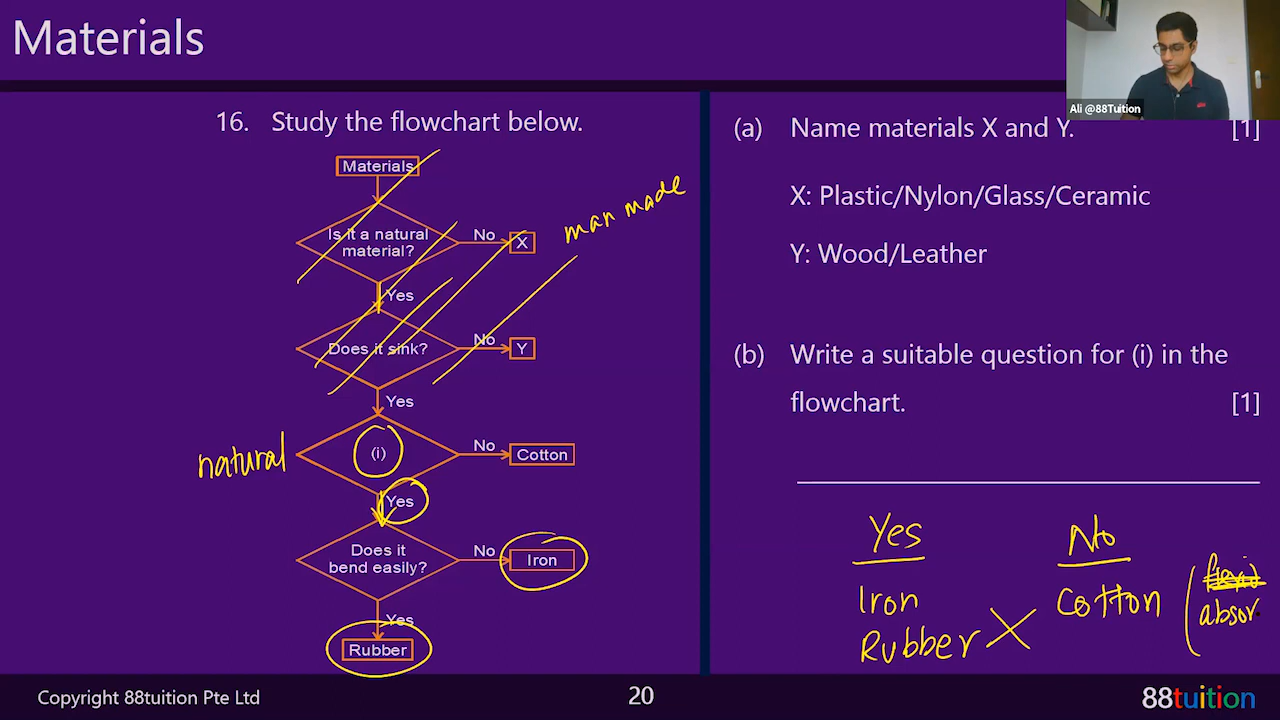 Materials
Ali @88Tuition
16. Study the flowchart below.
Materials
Is it a natural
material?
No
X
man made
Yes
Does it sink?
No
Y
Yes
natural
(i)
No
Cotton
Yes
Does it
bend easily?
No
Iron
Yes
Rubber
(a) Name materials X and Y. [1]
X: Plastic/Nylon/Glass/Ceramic
Y: Wood/Leather
(b) Write a suitable question for (i) in the
flowchart. [1]
Yes
No
Iron
Cotton
Rubber
absor
Copyright 88tuition Pte Ltd
20
88tuition